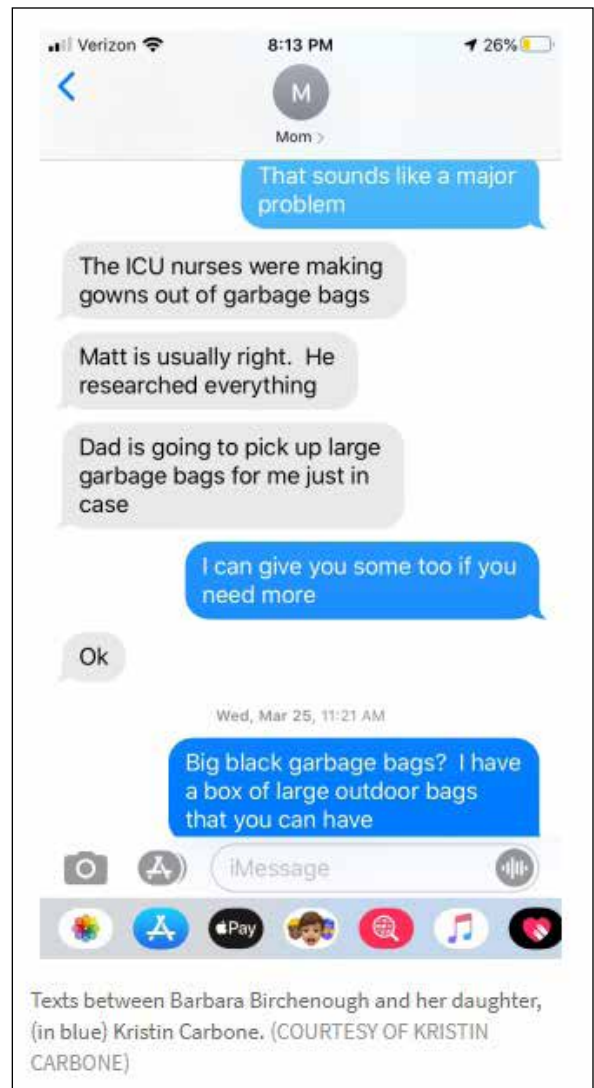 Verizon 8:13 PM 26%
M
Mom >
That sounds like a major
problem
The ICU nurses were making
gowns out of garbage bags
Matt is usually right. He
researched everything
Dad is going to pick up large
garbage bags for me just in
case
I can give you some too if you
need more
Ok
Wed, Mar 25, 11:21 AM
Big black garbage bags? I have
a box of large outdoor bags
that you can have
iMessage
Pay
Texts between Barbara Birchenough and her daughter,
(in blue) Kristin Carbone. (COURTESY OF KRISTIN
CARBONE)